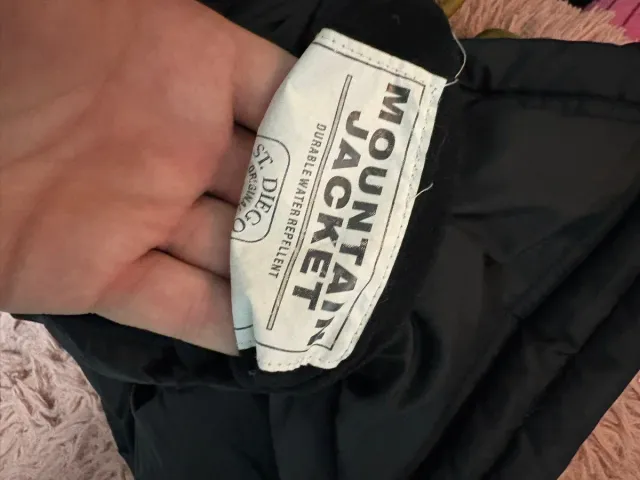 MOUNTAIN
JACKET
DURABLE WATER REPELLENT
ST. DIEGO